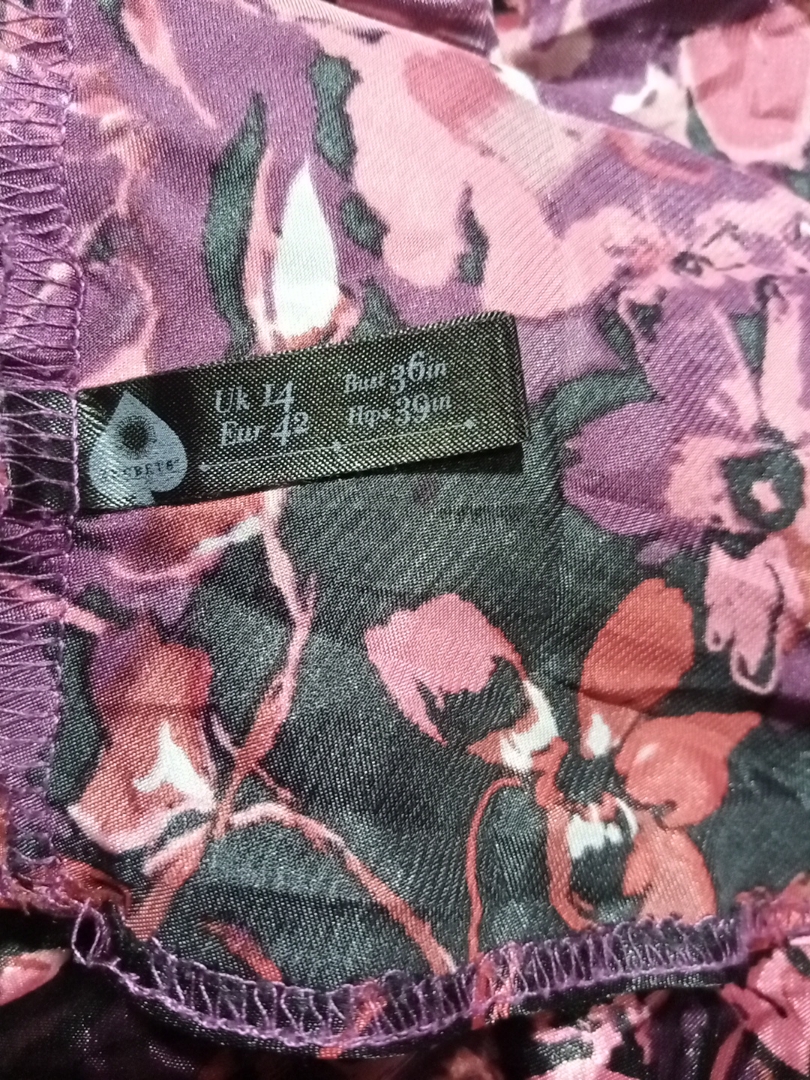 Uk 14
Eur 42
Bust 36in
Hips 39in